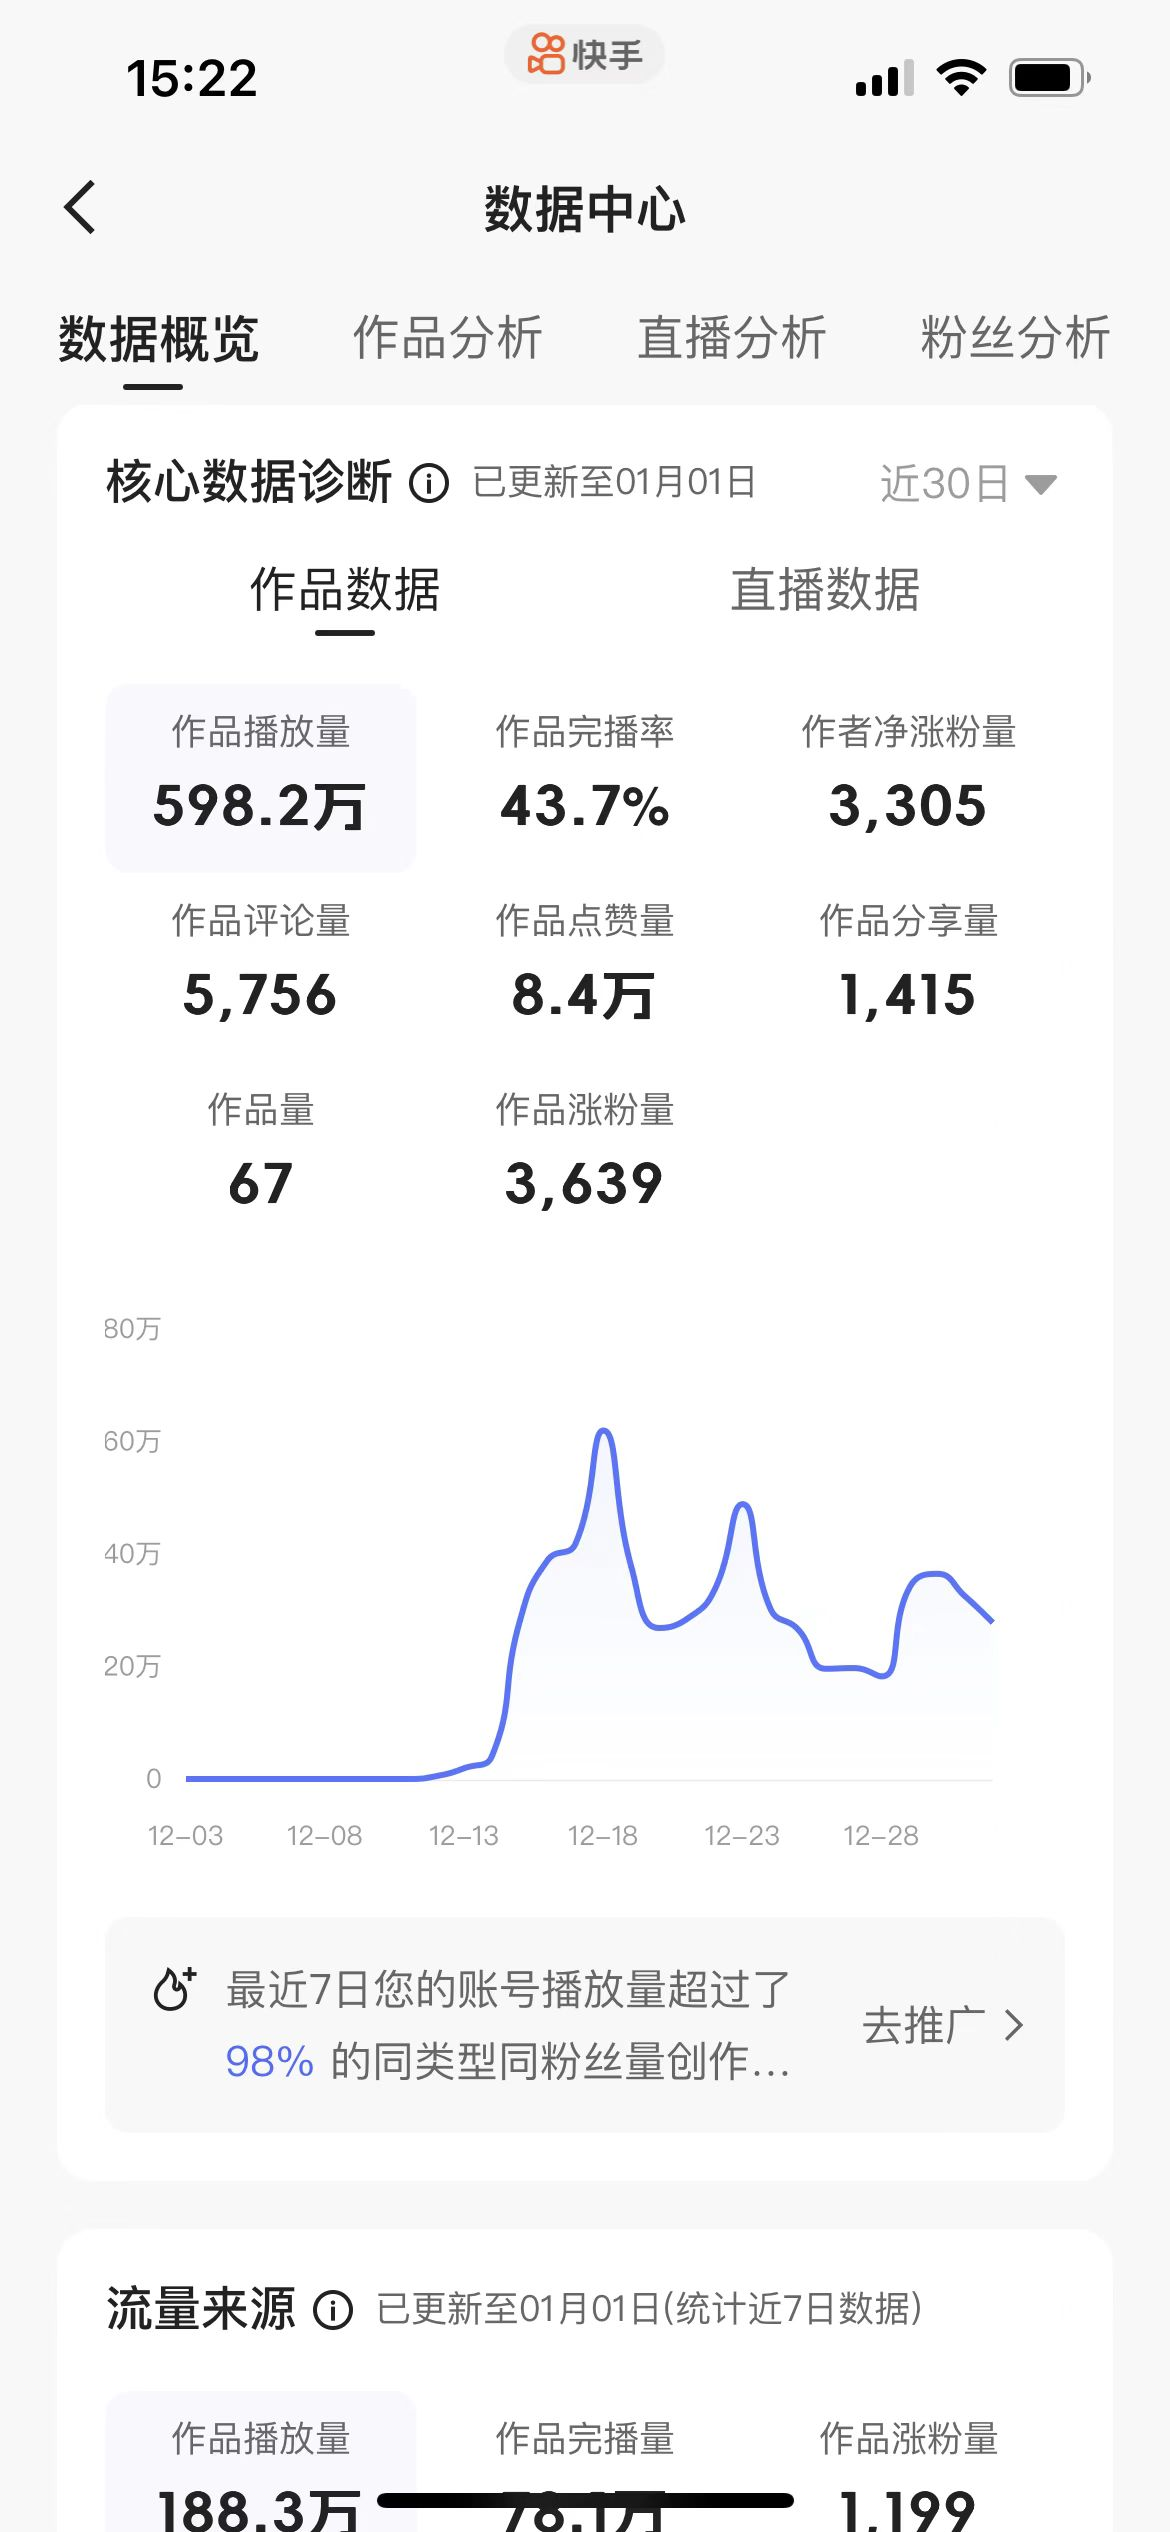 15:22
快手
数据中心
数据概览 作品分析 直播分析 粉丝分析
核心数据诊断 已更新至01月01日 近30日
作品数据 直播数据
作品播放量 作品完播率 作者净涨粉量
598.2万 43.7% 3,305
作品评论量 作品点赞量 作品分享量
5,756 8.4万 1,415
作品量 作品涨粉量
67 3,639
80万
60万
40万
20万
0
12-03 12-08 12-13 12-18 12-23 12-28
最近7日您的账号播放量超过了
98% 的同类型同粉丝量创作...
去推广
流量来源 已更新至01月01日(统计近7日数据)
作品播放量 作品完播量 作品涨粉量
188.3万 78.1万 1,199